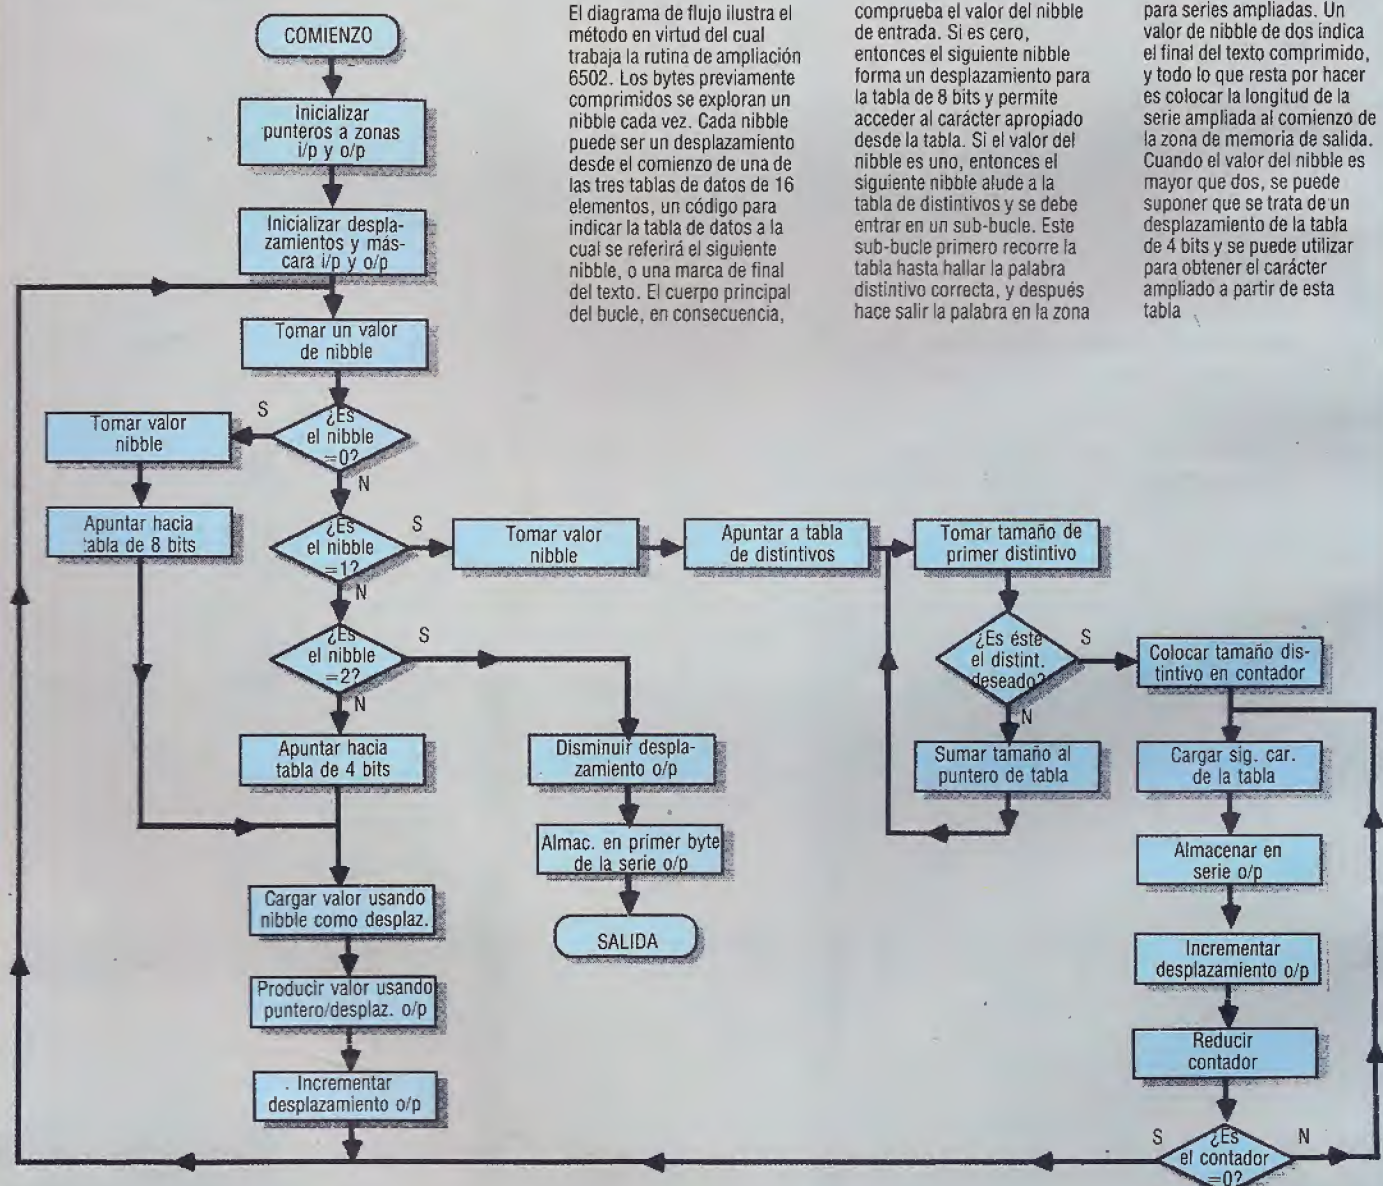 El diagrama de flujo ilustra el
método en virtud del cual
trabaja la rutina de ampliación
6502. Los bytes previamente
comprimidos se exploran un
nibble cada vez. Cada nibble
puede ser un desplazamiento
desde el comienzo de una de
las tres tablas de datos de 16
elementos, un código para
indicar la tabla de datos a la
cual se referirá el siguiente
nibble, o una marca de final
del texto. El cuerpo principal
del bucle, en consecuencia,
comprueba el valor del nibble
de entrada. Si es cero,
entonces el siguiente nibble
forma un desplazamiento para
la tabla de 8 bits y permite
acceder al carácter apropiado
desde la tabla. Si el valor del
nibble es uno, entonces el
siguiente nibble alude a la
tabla de distintivos y se debe
entrar en un sub-bucle. Este
sub-bucle primero recorre la
tabla hasta hallar la palabra
distintivo correcta, y después
hace salir la palabra en la zona
para series ampliadas. Un
valor de nibble de dos indica
el final del texto comprimido,
y todo lo que resta por hacer
es colocar la longitud de la
serie ampliada al comienzo de
la zona de memoria de salida.
Cuando el valor del nibble es
mayor que dos, se puede
suponer que se trata de un
desplazamiento de la tabla
de 4 bits y se puede utilizar
para obtener el carácter
ampliado a partir de esta
tabla
COMIENZO
Inicializar
punteros a zonas
i/p y o/p
Inicializar despla-
zamientos y más-
cara i/p y o/p
Tomar un valor
de nibble
¿Es
el nibble
=0?
S
N
Tomar valor
nibble
Apuntar hacia
tabla de 8 bits
¿Es
el nibble
=1?
S
N
Tomar valor
nibble
Apuntar a tabla
de distintivos
Tomar tamaño de
primer distintivo
¿Es éste
el distint.
deseado?
S
N
Colocar tamaño dis-
tintivo en contador
Sumar tamaño al
puntero de tabla
Cargar sig. car.
de la tabla
Almacenar en
serie o/p
Incrementar
desplazamiento o/p
Reducir
contador
¿Es
el contador
=0?
S
N
¿Es
el nibble
=2?
S
N
Apuntar hacia
tabla de 4 bits
Disminuir despla-
zamiento o/p
Almac. en primer byte
de la serie o/p
SALIDA
Cargar valor usando
nibble como desplaz.
Producir valor usando
puntero/desplaz. o/p
Incrementar
desplazamiento o/p